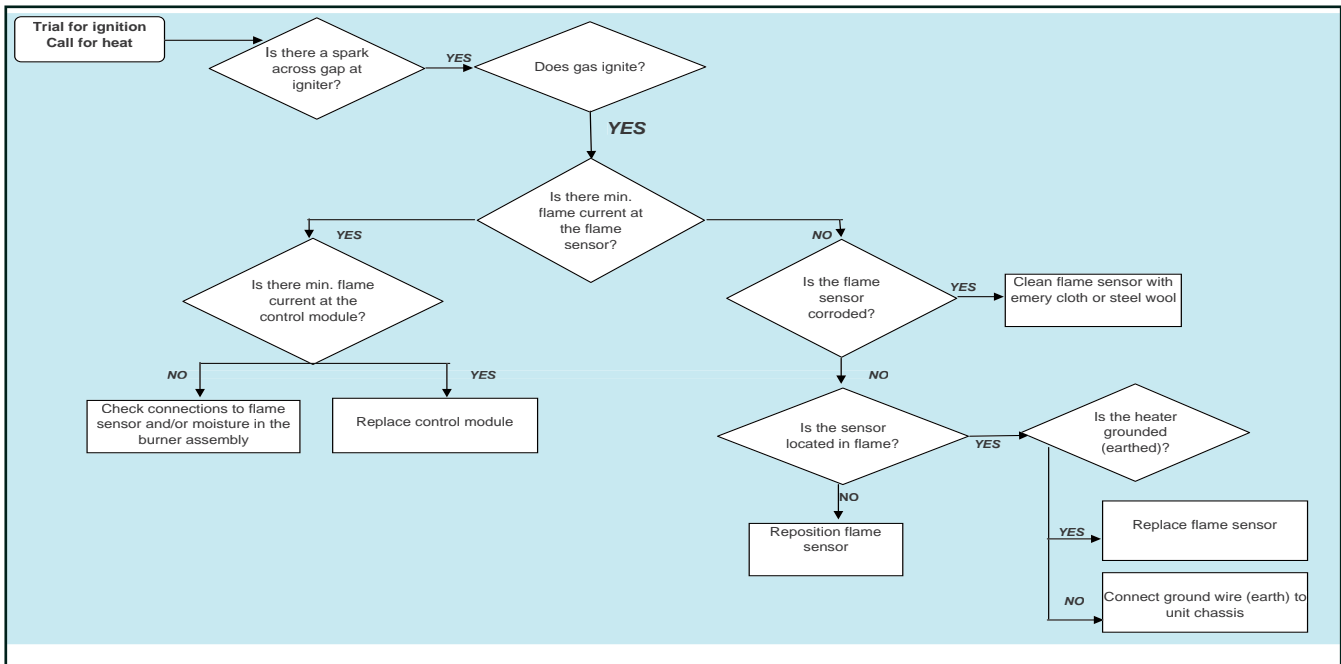 Trial for ignition
Call for heat
Is there a spark
across gap at
igniter?
YES
Does gas ignite?
YES
Is there min.
flame current at
the flame
sensor?
YES
NO
Is there min. flame
current at the
control module?
Is the flame
sensor
corroded?
YES
Clean flame sensor with
emery cloth or steel wool
NO
YES
NO
Check connections to flame
sensor and/or moisture in the
burner assembly
Replace control module
Is the sensor
located in flame?
YES
Is the heater
grounded
(earthed)?
NO
Reposition flame
sensor
YES
Replace flame sensor
NO
Connect ground wire (earth) to
unit chassis